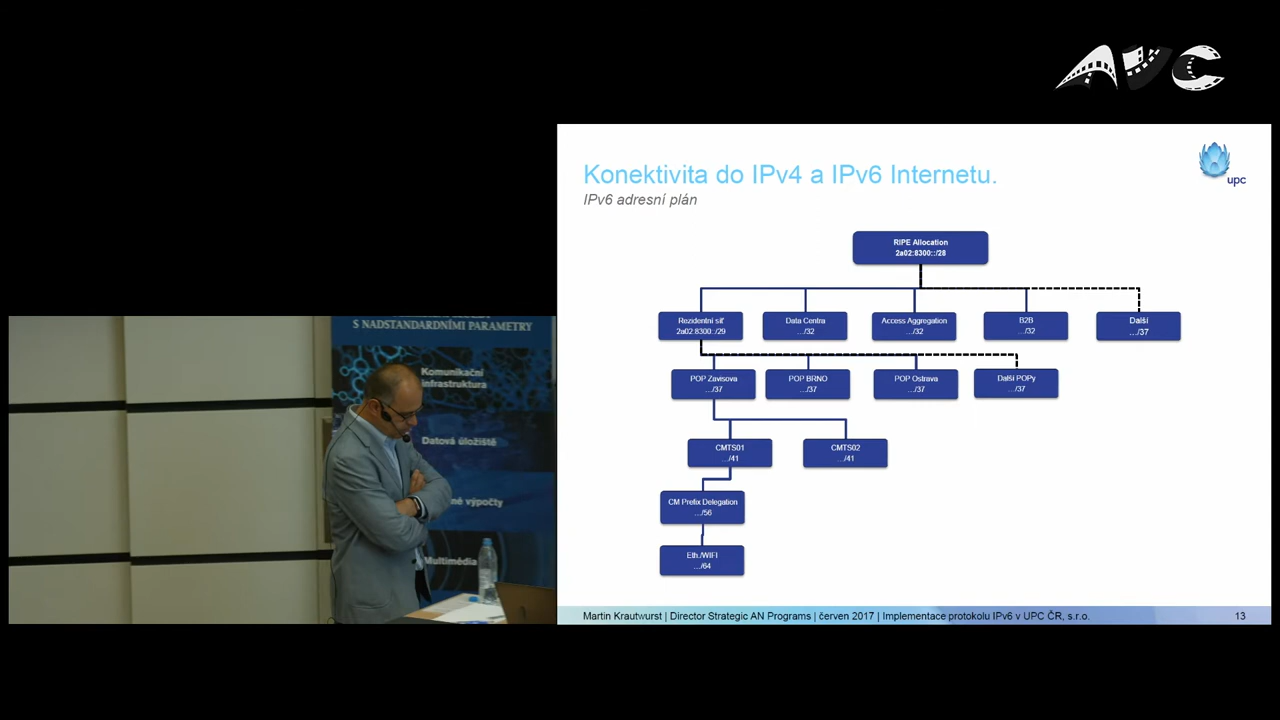 AVC
Konektivita do IPv4 a IPv6 Internetu.
IPv6 adresní plán
upc
RIPE Allocation
2a02:8300::/28
Rezidentní síť
2a02:8300::/29
Data Centra
.../32
Access Aggregation
.../32
B2B
.../32
Další
.../37
POP Zavisova
.../37
POP BRNO
.../37
POP Ostrava
.../37
Další POPy
.../37
CMTS01
.../41
CMTS02
.../41
CM Prefix Delegation
.../56
Eth./WIFI
.../64
Martin Krautwurst | Director Strategic AN Programs | červen 2017 | Implementace protokolu IPv6 v UPC ČR, s.r.o.
13
S NADSTANDARDNÍMI PARAMETRY
Komunikační
infrastruktura
Datová úložiště
výpočty
Multimédia